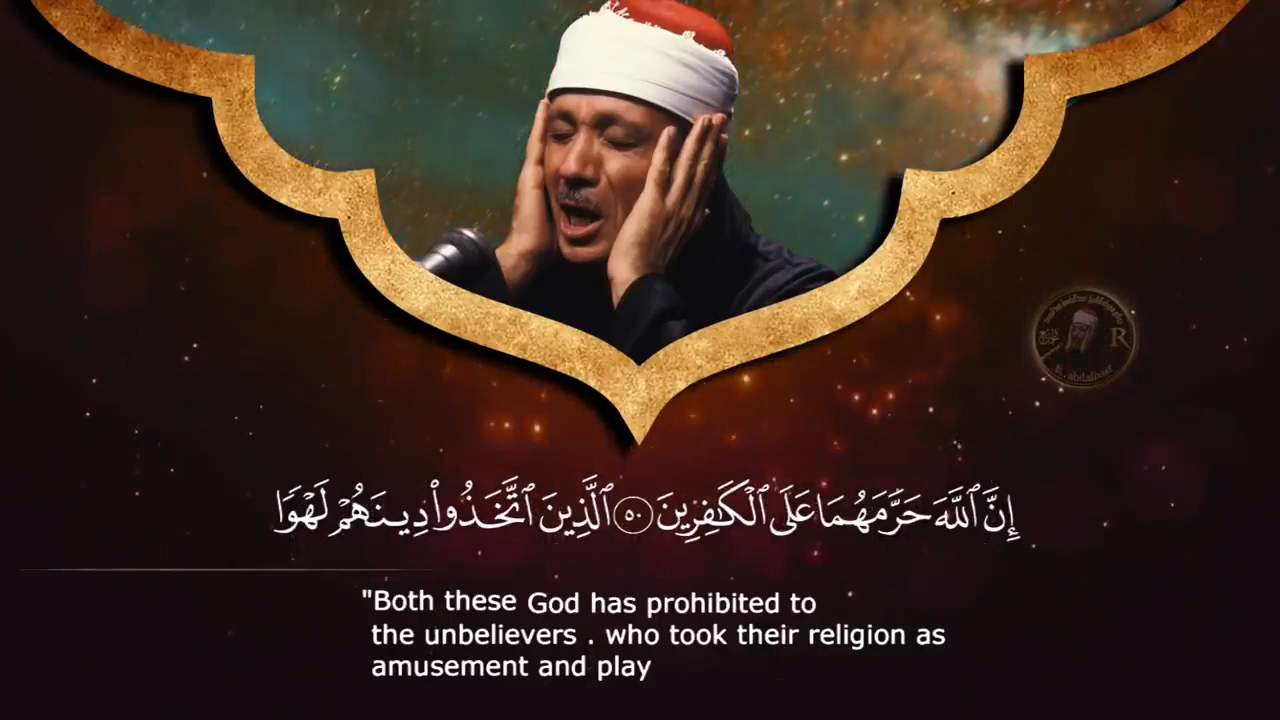 إِنَّ ٱللَّهَ حَرَّمَهُمَا عَلَى ٱلْكَٰفِرِينَ ٥٠ ٱلَّذِينَ ٱتَّخَذُوا۟ دِينَهُمْ لَهْوًا
"Both these God has prohibited to
the unbelievers . who took their religion as
amusement and play
R